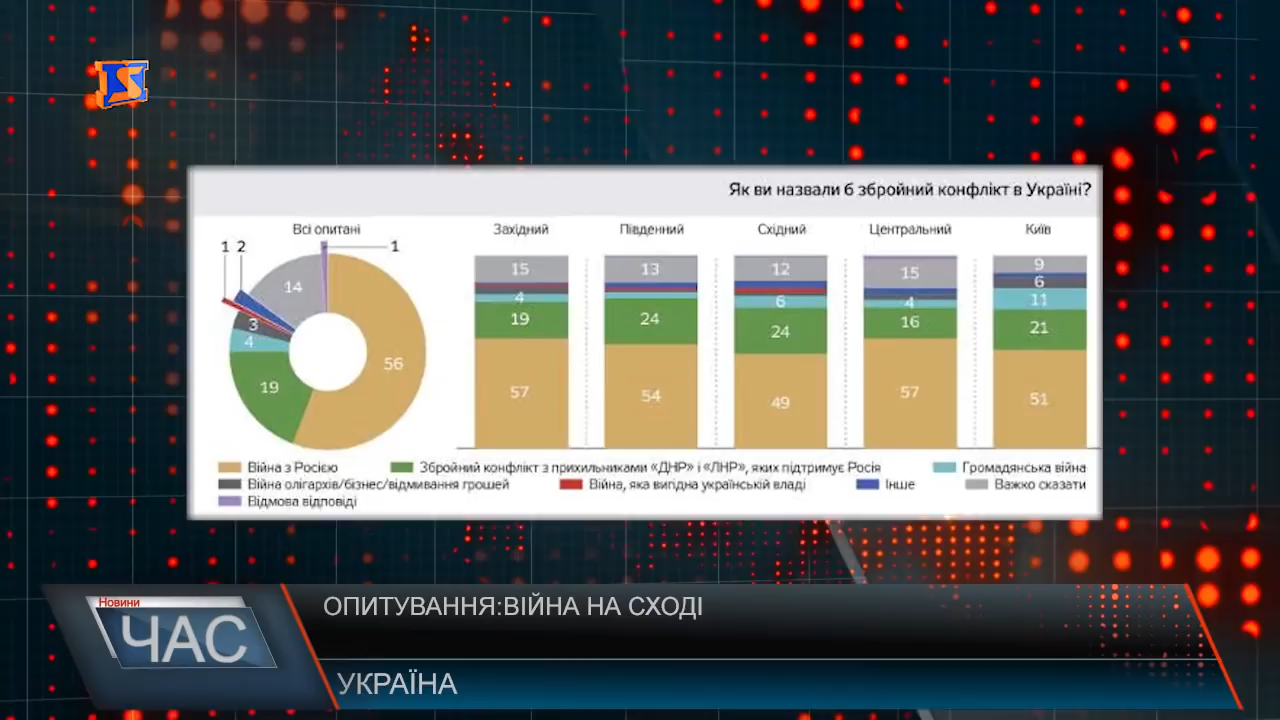 Як ви назвали б збройний конфлікт в Україні?
Всі опитані
Західний
Південний
Східний
Центральний
Київ
1 2
1
14
3
4
19
56
15
4
19
57
13
24
54
12
6
24
49
15
4
16
57
9
6
11
21
51
Війна з Росією
Збройний конфлікт з прихильниками «ДНР» і «ЛНР», яких підтримує Росія
Громадянська війна
Війна олігархів/бізнес/відмивання грошей
Війна, яка вигідна українській владі
Інше
Важко сказати
Відмова відповіді
Новини
ЧАС
ОПИТУВАННЯ:ВІЙНА НА СХОДІ
УКРАЇНА